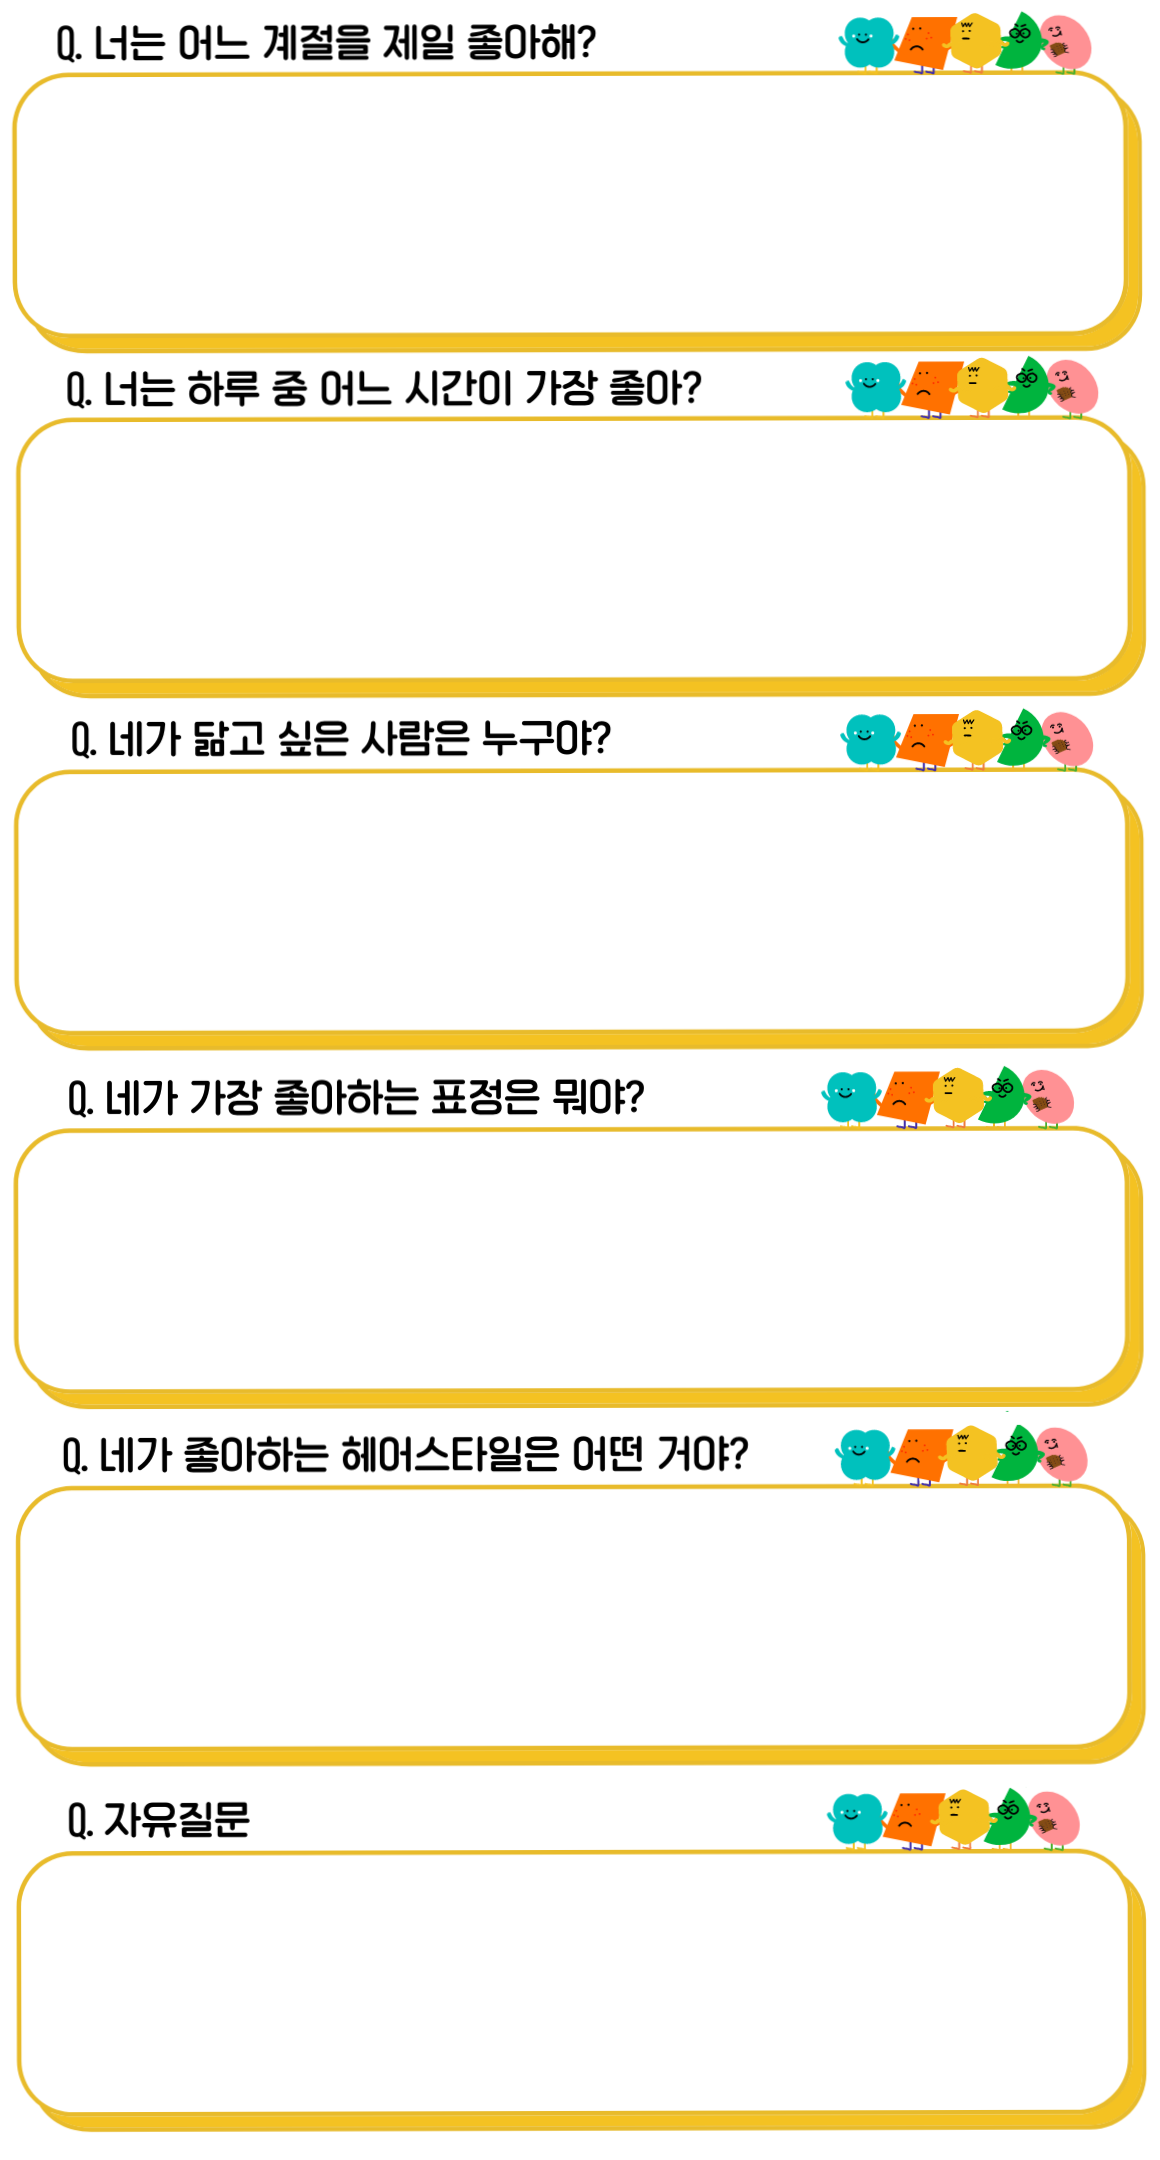 Q. 너는 어느 계절을 제일 좋아해?
Q. 너는 하루 중 어느 시간이 가장 좋아?
Q. 네가 닮고 싶은 사람은 누구야?
Q. 네가 가장 좋아하는 표정은 뭐야?
Q. 네가 좋아하는 헤어스타일은 어떤 거야?
Q. 자유질문